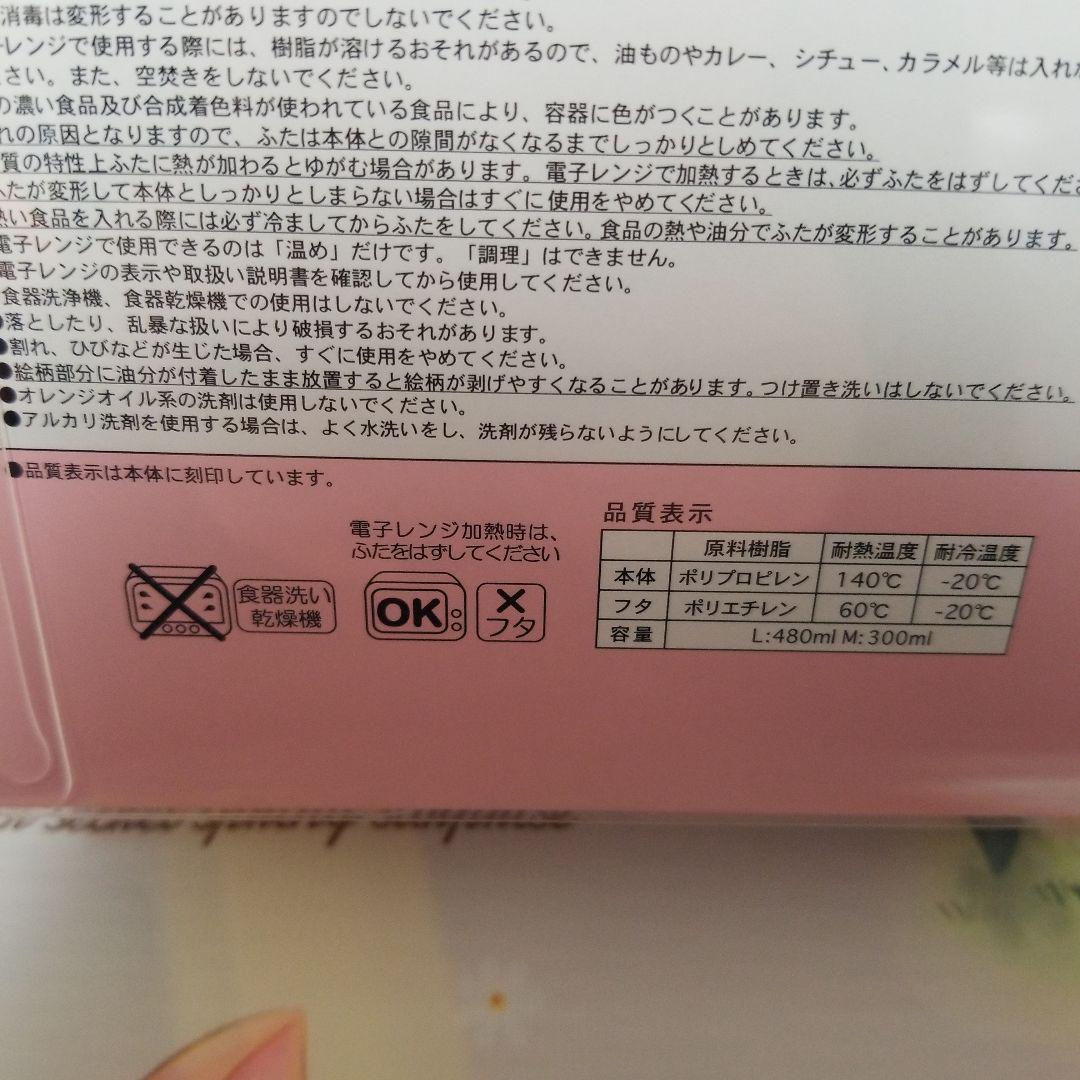 消毒は変形することがありますのでしないでください。
レンジで使用する際には、樹脂が溶けるおそれがあるので、油ものやカレー、シチュー、カラメル等は入れ
さい。また、空焚きをしないでください。
の濃い食品及び合成着色料が使われている食品により、容器に色がつくことがあります。
れの原因となりますので、ふたは本体との隙間がなくなるまでしっかりとしめてください。
質の特性上ふたに熱が加わるとゆがむ場合があります。電子レンジで加熱するときは、必ずふたをはずしてくだ
ふたが変形して本体としっかりとしまらない場合はすぐに使用をやめてください。
熱い食品を入れる際には必ず冷ましてからふたをしてください。食品の熱や油分でふたが変形することがあります。
電子レンジで使用できるのは「温め」だけです。「調理」はできません。
電子レンジの表示や取扱い説明書を確認してから使用してください。
食器洗浄機、食器乾燥機での使用はしないでください。
●落としたり、乱暴な扱いにより破損するおそれがあります。
●割れ、ひびなどが生じた場合、すぐに使用をやめてください。
●絵柄部分に油分が付着したまま放置すると絵柄が剥げやすくなることがあります。つけ置き洗いはしないでください。
●オレンジオイル系の洗剤は使用しないでください。
●アルカリ洗剤を使用する場合は、よく水洗いをし、洗剤が残らないようにしてください。
●品質表示は本体に刻印しています。
食器洗い
乾燥機
電子レンジ加熱時は、
ふたをはずしてください
OK
×
フタ
品質表示
原料樹脂 耐熱温度 耐冷温度
本体 ポリプロピレン 140℃ -20℃
フタ ポリエチレン 60℃ -20℃
容量 L:480ml M:300ml